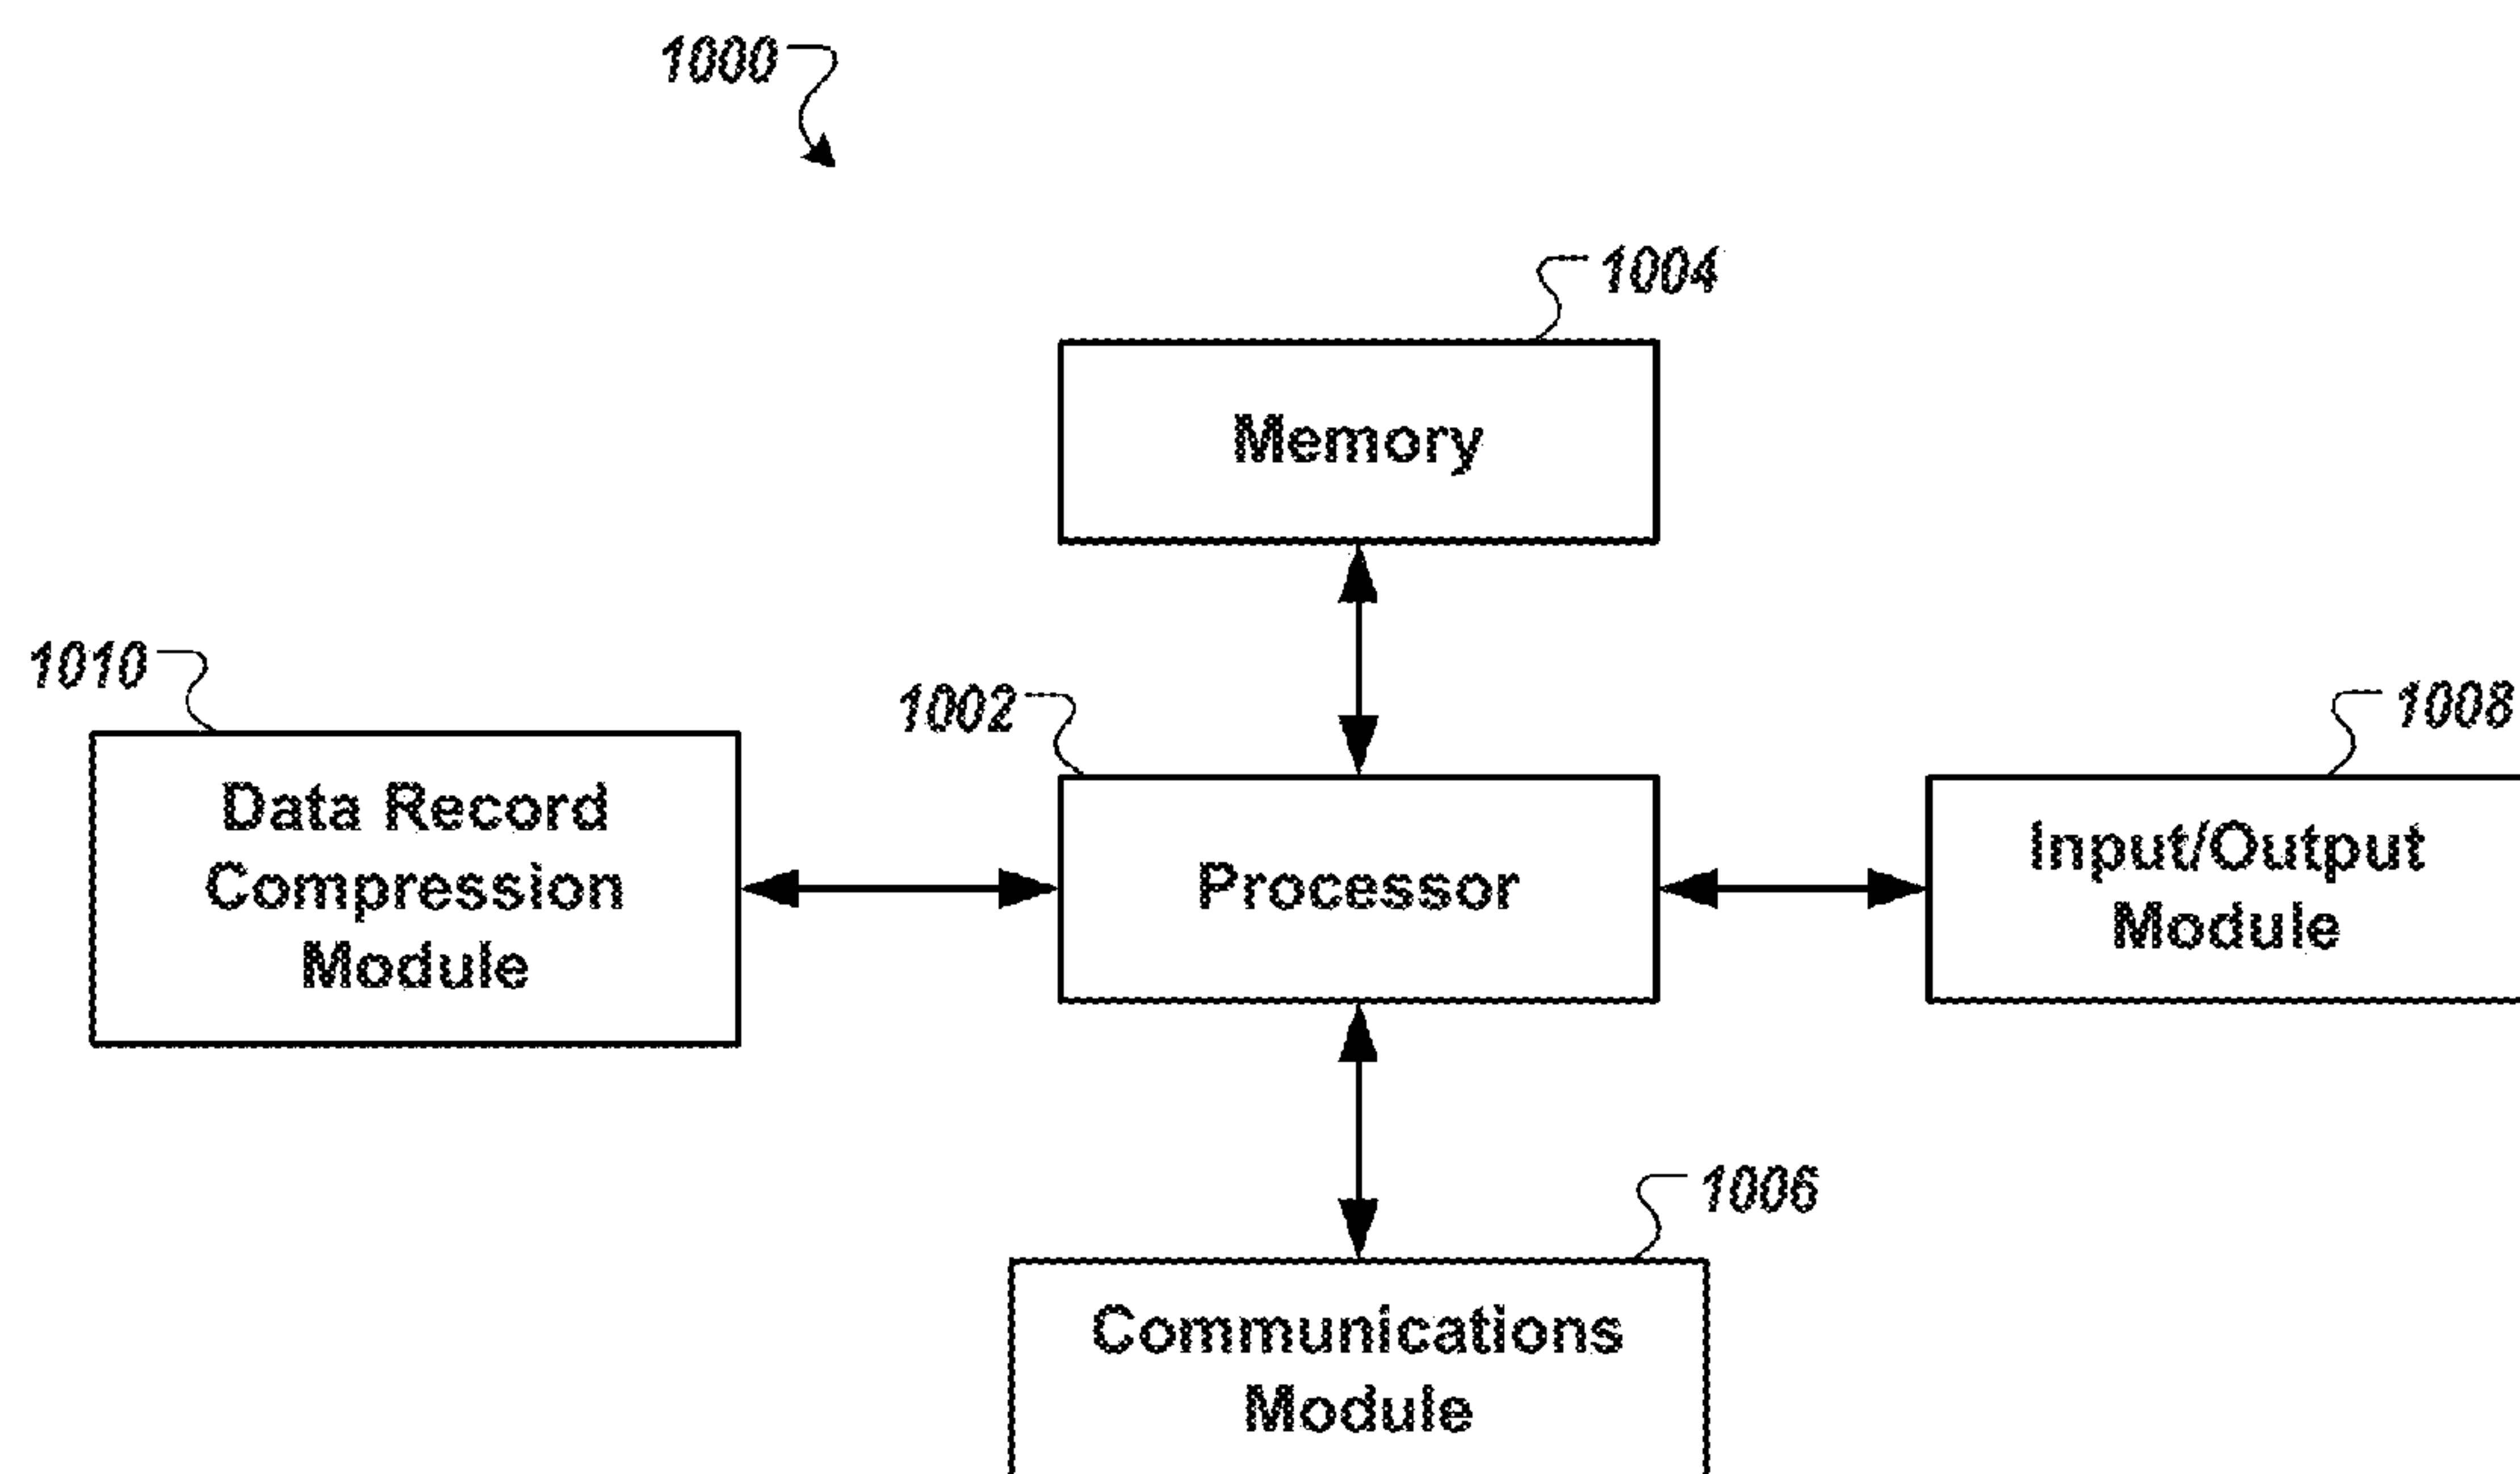 1000
1004
Memory
1010
1002
1008
Data Record
Compression
Module
Processor
Input/Output
Module
1006
Communications
Module